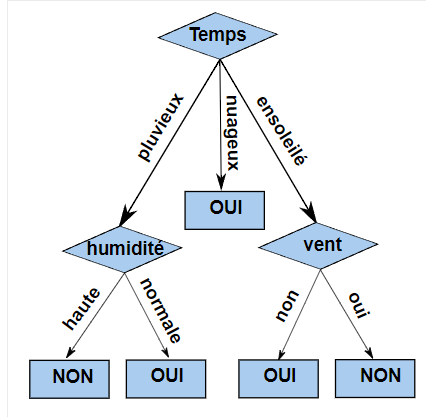 Temps
pluvieux
nuageux
ensoleilé
OUI
humidité
vent
haute
normale
non
oui
NON
OUI
OUI
NON